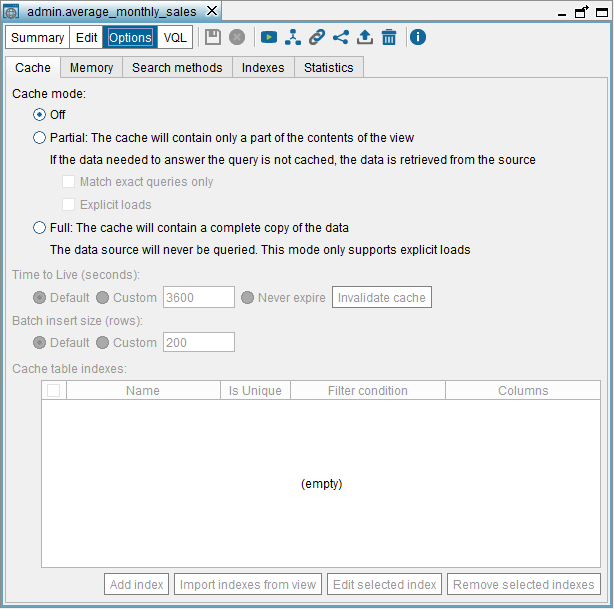 admin.average_monthly_sales
Summary Edit Options VQL
Cache Memory Search methods Indexes Statistics
Cache mode:
Off
Partial: The cache will contain only a part of the contents of the view
If the data needed to answer the query is not cached, the data is retrieved from the source
Match exact queries only
Explicit loads
Full: The cache will contain a complete copy of the data
The data source will never be queried. This mode only supports explicit loads
Time to Live (seconds):
Default Custom 3600 Never expire Invalidate cache
Batch insert size (rows):
Default Custom 200
Cache table indexes:
Name Is Unique Filter condition Columns
(empty)
Add index Import indexes from view Edit selected index Remove selected indexes